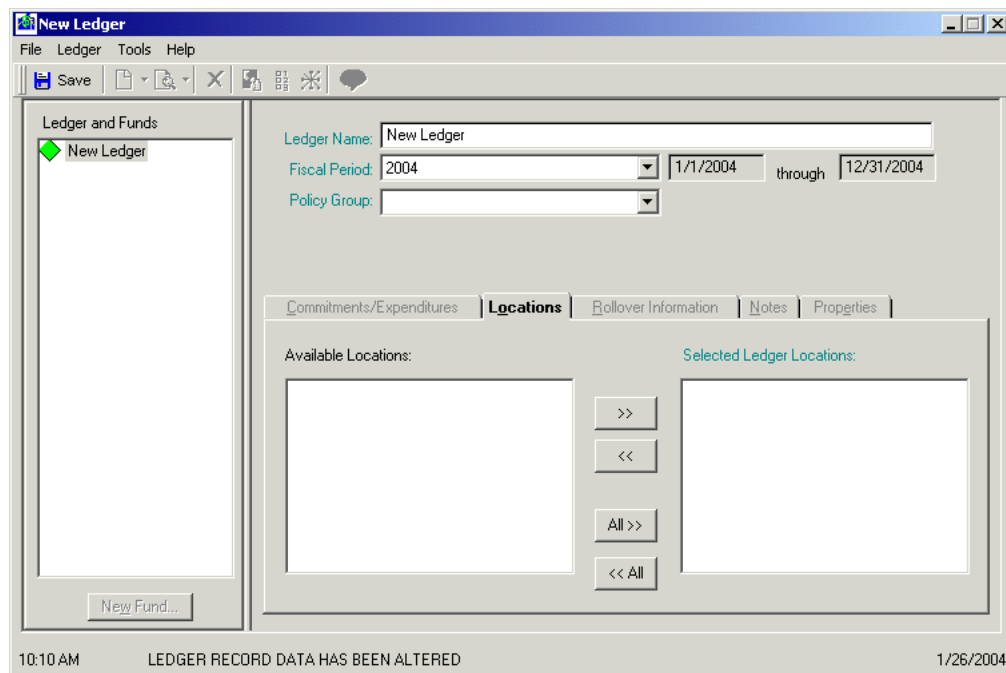 New Ledger
File Ledger Tools Help
Save
Ledger and Funds
New Ledger
Ledger Name: New Ledger
Fiscal Period: 2004 1/1/2004 through 12/31/2004
Policy Group:
Commitments/Expenditures Locations Rollover Information Notes Properties
Available Locations: Selected Ledger Locations:
>>
<<
All >>
<< All
New Fund...
10:10 AM LEDGER RECORD DATA HAS BEEN ALTERED 1/26/2004